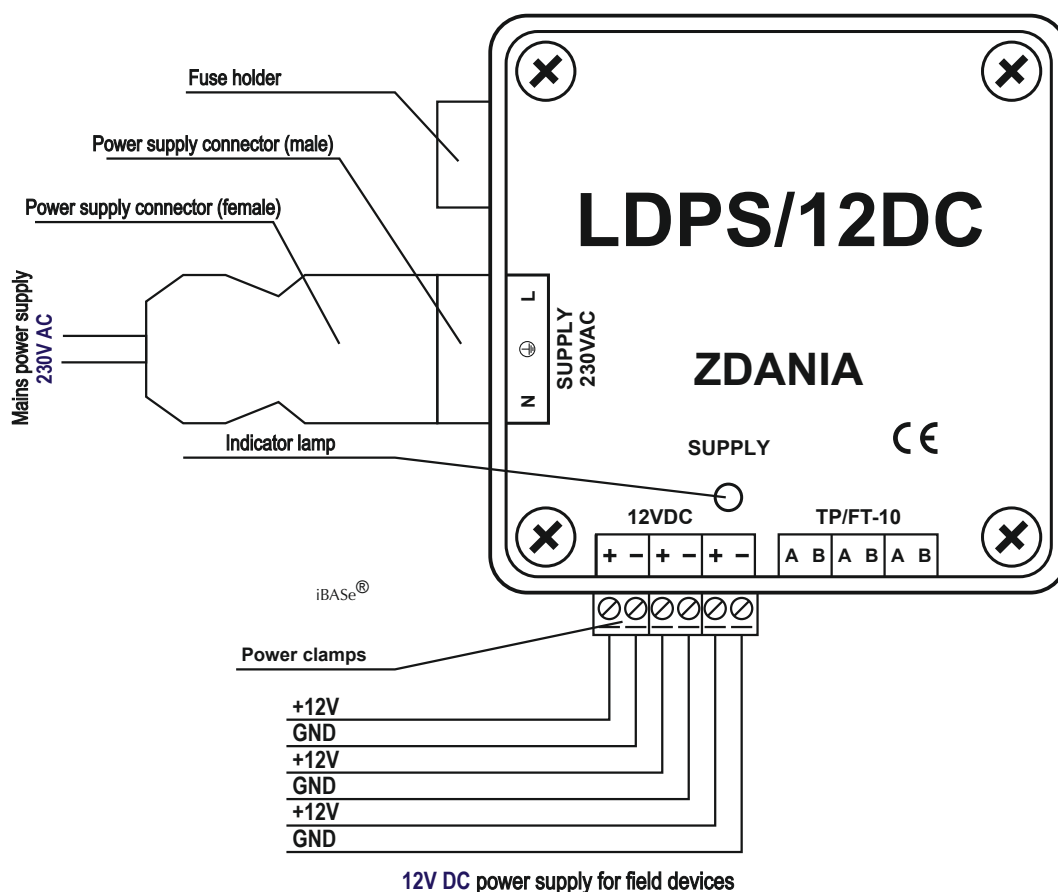 Fuse holder
Power supply connector (male)
Power supply connector (female)
Mains power supply
230V AC
LDPS/12DC
L
N
SUPPLY
230VAC
ZDANIA
CE
Indicator lamp
SUPPLY
12VDC
TP/FT-10
+ − + − + −
A B A B A B
iBASe®
Power clamps
+12V
GND
+12V
GND
+12V
GND
12V DC power supply for field devices